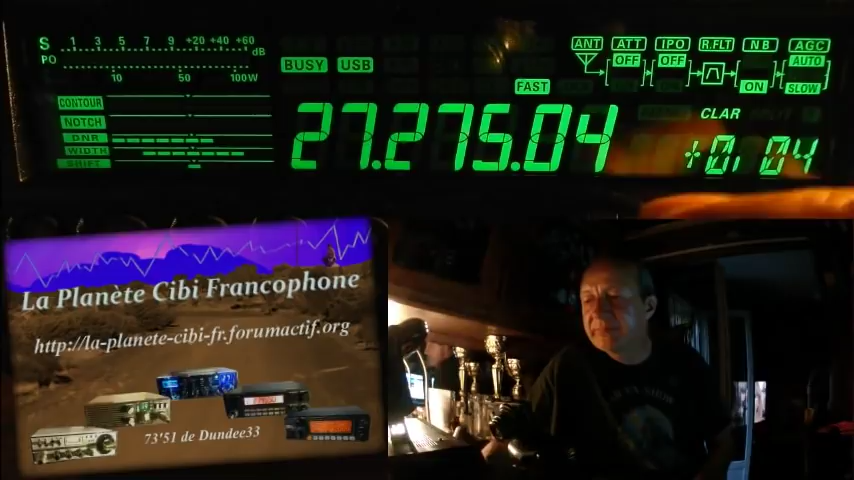 S 1 3 5 7 9 +20 +40 +60 dB
PO
10 50 100W
BUSY USB
FAST
ANT ATT IPO R.FLT NB AGC
OFF OFF AUTO
ON SLOW
CONTOUR
NOTCH
DNR
WIDTH
SHIFT
27.275.04
CLAR
+0.04
La Planète Cibi Francophone
http://la-planete-cibi-fr.forumactif.org
73'51 de Dundee33